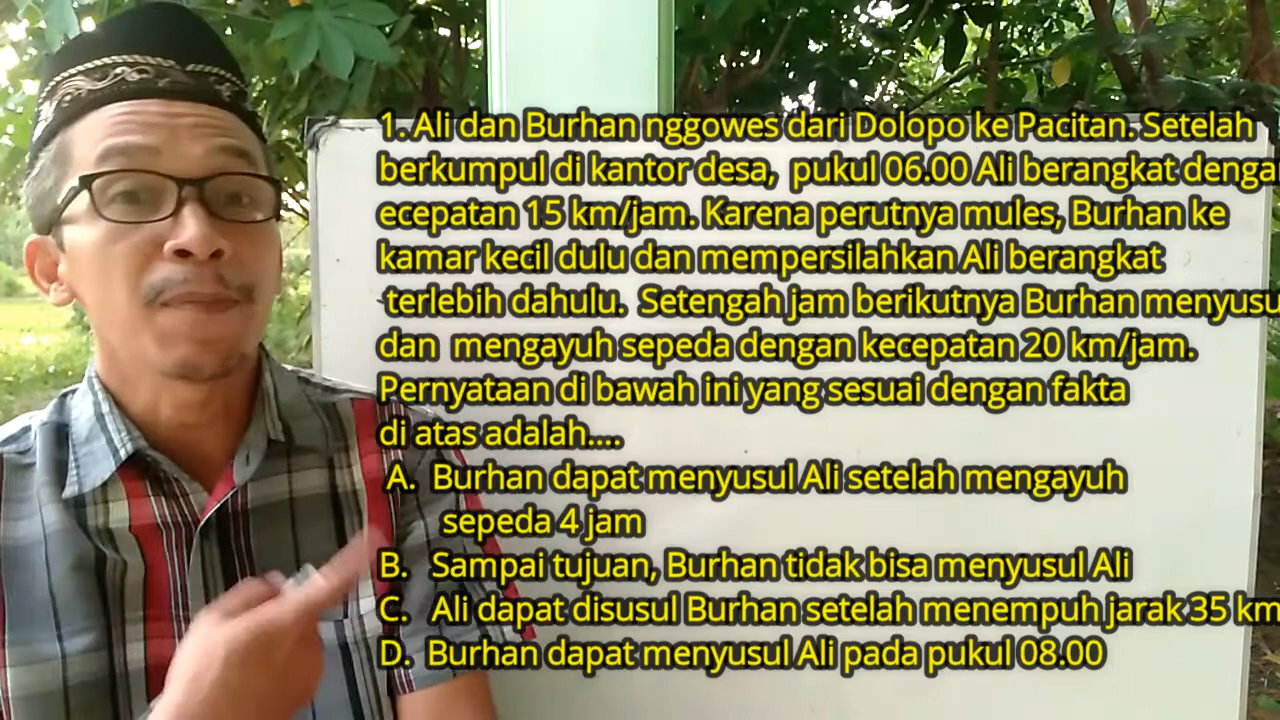 1. Ali dan Burhan nggowes dari Dolopo ke Pacitan. Setelah
berkumpul di kantor desa, pukul 06.00 Ali berangkat denga
ecepatan 15 km/jam. Karena perutnya mules, Burhan ke
kamar kecil dulu dan mempersilahkan Ali berangkat
terlebih dahulu. Setengah jam berikutnya Burhan menyusu
dan mengayuh sepeda dengan kecepatan 20 km/jam.
Pernyataan di bawah ini yang sesuai dengan fakta
di atas adalah....
A. Burhan dapat menyusul Ali setelah mengayuh
sepeda 4 jam
B. Sampai tujuan, Burhan tidak bisa menyusul Ali
C. Ali dapat disusul Burhan setelah menempuh jarak 35 km
D. Burhan dapat menyusul Ali pada pukul 08.00